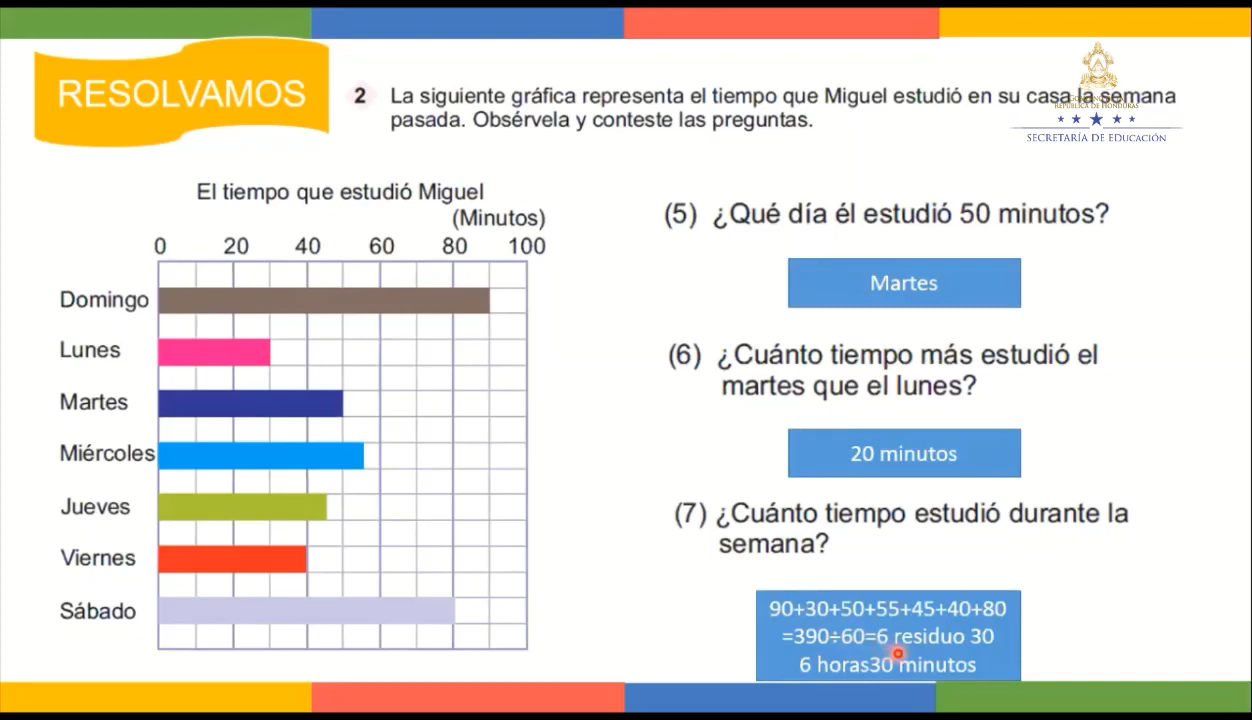 RESOLVAMOS
2 La siguiente gráfica representa el tiempo que Miguel estudió en su casa la semana
pasada. Obsérvela y conteste las preguntas.
REPÚBLICA DE HONDURAS
SECRETARÍA DE EDUCACIÓN
El tiempo que estudió Miguel
(Minutos)
0 20 40 60 80 100
Domingo
Lunes
Martes
Miércoles
Jueves
Viernes
Sábado
(5) ¿Qué día él estudió 50 minutos?
Martes
(6) ¿Cuánto tiempo más estudió el
martes que el lunes?
20 minutos
(7) ¿Cuánto tiempo estudió durante la
semana?
90+30+50+55+45+40+80
=390÷60=6 residuo 30
6 horas30 minutos